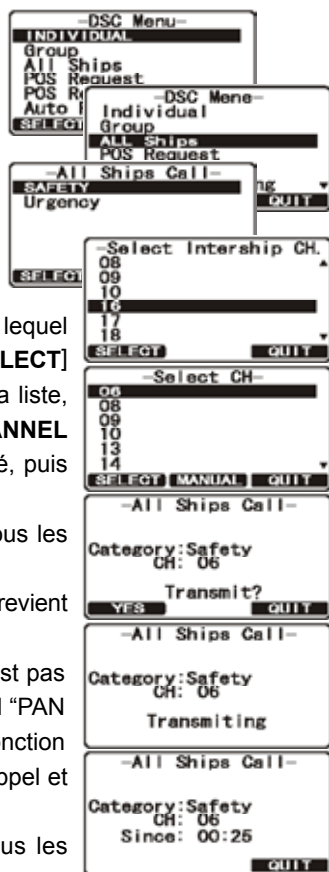 -DSC Menu-
INDIVIDUAL
Group
All Ships
POS Request
POS R
Auto
SELECT
-DSC Mene-
Individual
Group
ALL Ships
POS Request
ng
QUIT
-All Ships Call-
SAFETY
Urgency
SELECT
-Select Intership CH.
08
09
10
16
17
18
SELECT QUIT
-Select CH-
06
08
09
10
13
14
SELECT MANUAL QUIT
-All Ships Call-
Category:Safety
CH: 06
Transmit?
YES QUIT
-All Ships Call-
Category:Safety
CH: 06
Transmiting
-All Ships Call-
Category:Safety
CH: 06
Since: 00:25
QUIT
lequel
LECT]
a liste,
ANNEL
é, puis
ous les
revient
est pas
l “PAN
onction
ppel et
us les